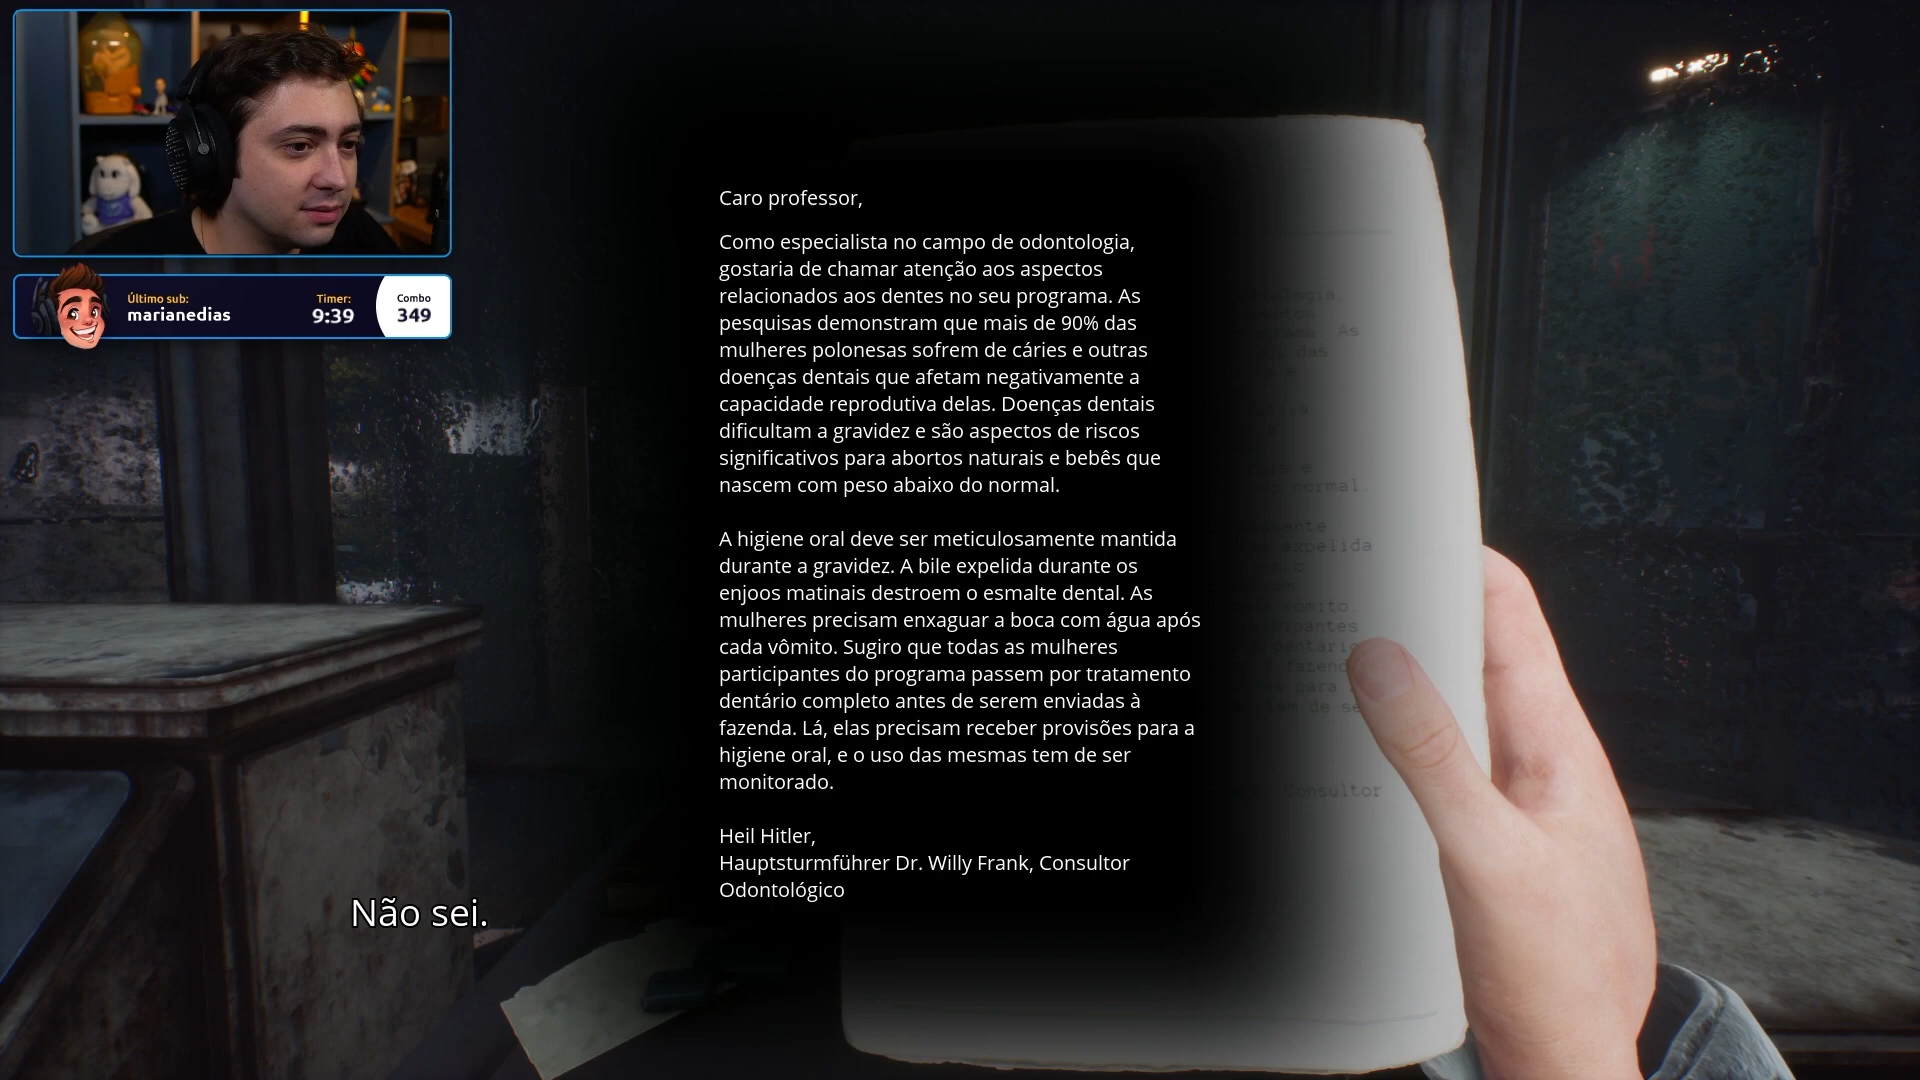 Último sub:
marianedias
Timer:
9:39
Combo
349
Caro professor,
Como especialista no campo de odontologia,
gostaria de chamar atenção aos aspectos
relacionados aos dentes no seu programa. As
pesquisas demonstram que mais de 90% das
mulheres polonesas sofrem de cáries e outras
doenças dentais que afetam negativamente a
capacidade reprodutiva delas. Doenças dentais
dificultam a gravidez e são aspectos de riscos
significativos para abortos naturais e bebês que
nascem com peso abaixo do normal.
A higiene oral deve ser meticulosamente mantida
durante a gravidez. A bile expelida durante os
enjoos matinais destroem o esmalte dental. As
mulheres precisam enxaguar a boca com água após
cada vômito. Sugiro que todas as mulheres
participantes do programa passem por tratamento
dentário completo antes de serem enviadas à
fazenda. Lá, elas precisam receber provisões para a
higiene oral, e o uso das mesmas tem de ser
monitorado.
Heil Hitler,
Hauptsturmführer Dr. Willy Frank, Consultor
Odontológico
Não sei.